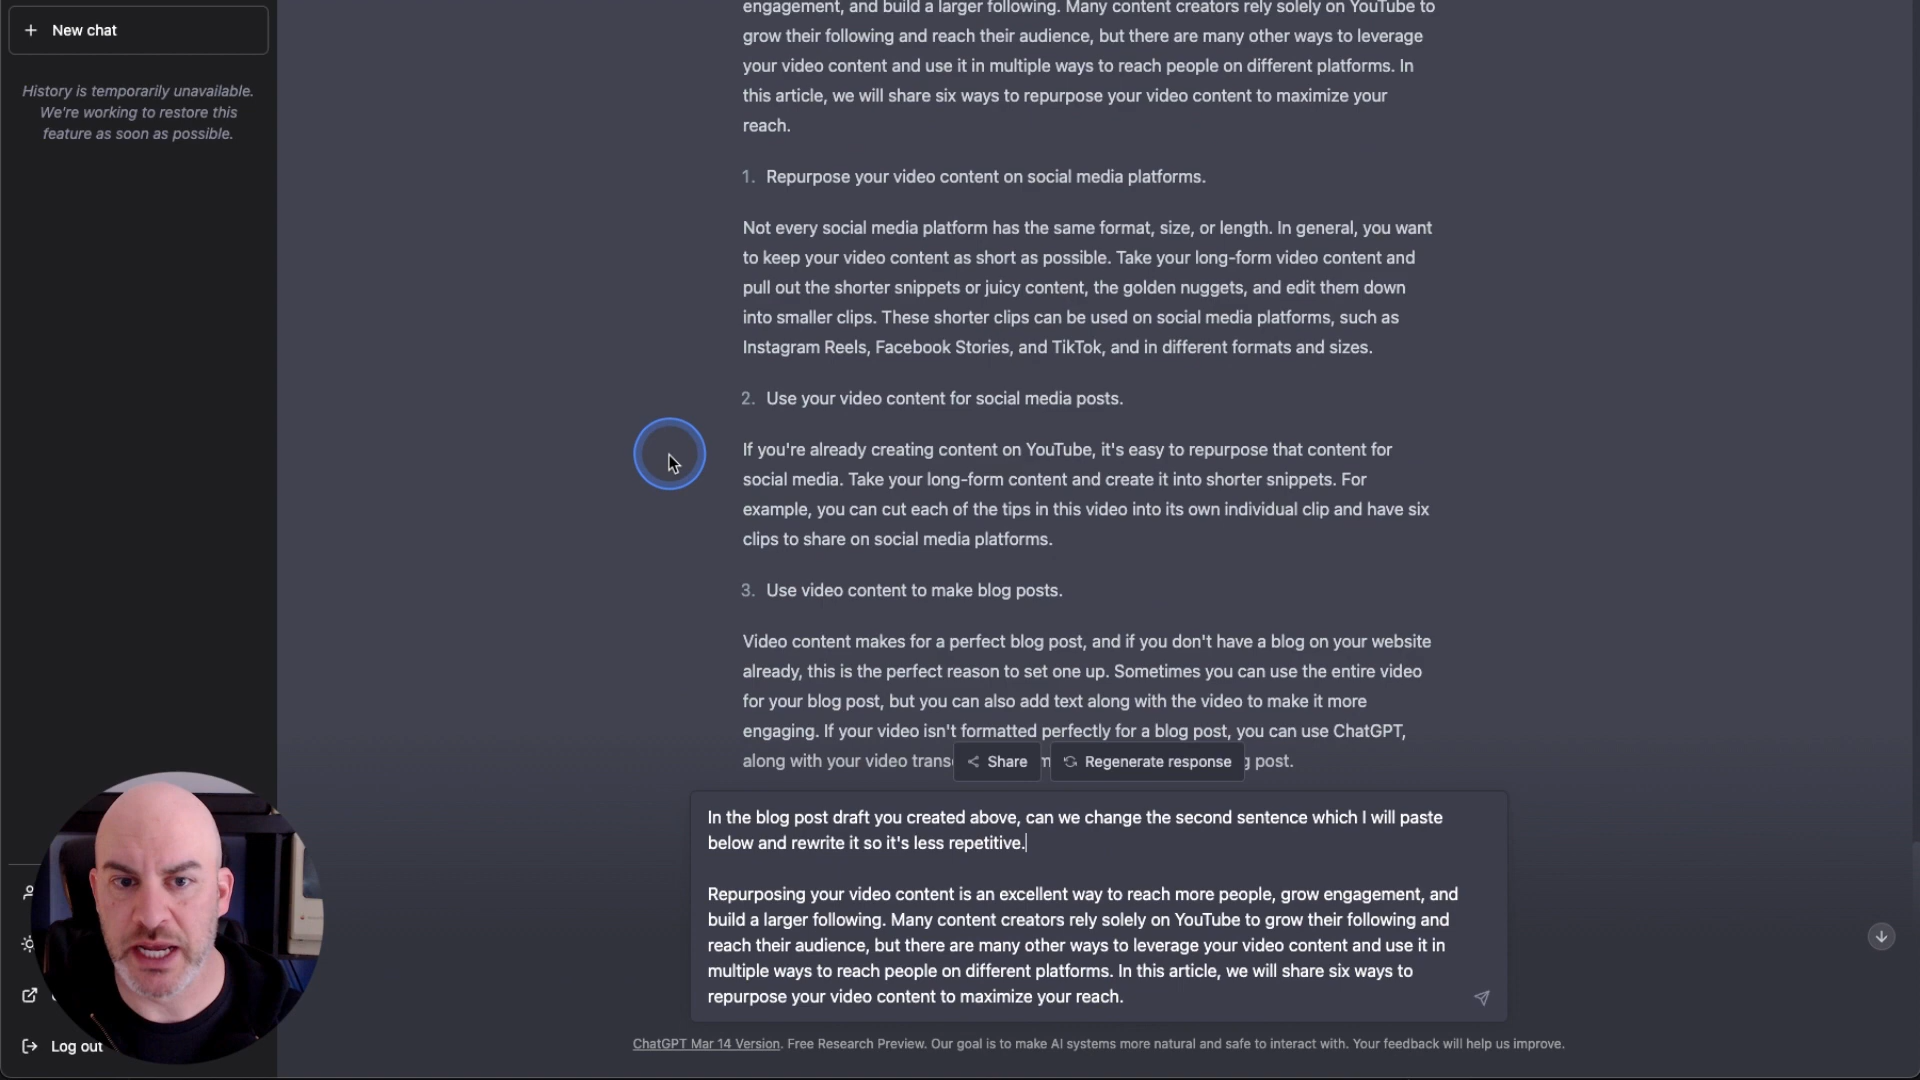 New chat
History is temporarily unavailable.
We're working to restore this
feature as soon as possible.
engagement, and build a larger following. Many content creators rely solely on YouTube to
grow their following and reach their audience, but there are many other ways to leverage
your video content and use it in multiple ways to reach people on different platforms. In
this article, we will share six ways to repurpose your video content to maximize your
reach.
1. Repurpose your video content on social media platforms.
Not every social media platform has the same format, size, or length. In general, you want
to keep your video content as short as possible. Take your long-form video content and
pull out the shorter snippets or juicy content, the golden nuggets, and edit them down
into smaller clips. These shorter clips can be used on social media platforms, such as
Instagram Reels, Facebook Stories, and TikTok, and in different formats and sizes.
2. Use your video content for social media posts.
If you're already creating content on YouTube, it's easy to repurpose that content for
social media. Take your long-form content and create it into shorter snippets. For
example, you can cut each of the tips in this video into its own individual clip and have six
clips to share on social media platforms.
3. Use video content to make blog posts.
Video content makes for a perfect blog post, and if you don't have a blog on your website
already, this is the perfect reason to set one up. Sometimes you can use the entire video
for your blog post, but you can also add text along with the video to make it more
engaging. If your video isn't formatted perfectly for a blog post, you can use ChatGPT,
along with your video post.
Share
Regenerate response
In the blog post draft you created above, can we change the second sentence which I will paste
below and rewrite it so it's less repetitive.
Repurposing your video content is an excellent way to reach more people, grow engagement, and
build a larger following. Many content creators rely solely on YouTube to grow their following and
reach their audience, but there are many other ways to leverage your video content and use it in
multiple ways to reach people on different platforms. In this article, we will share six ways to
repurpose your video content to maximize your reach.
Log out
ChatGPT Mar 14 Version. Free Research Preview. Our goal is to make AI systems more natural and safe to interact with. Your feedback will help us improve.